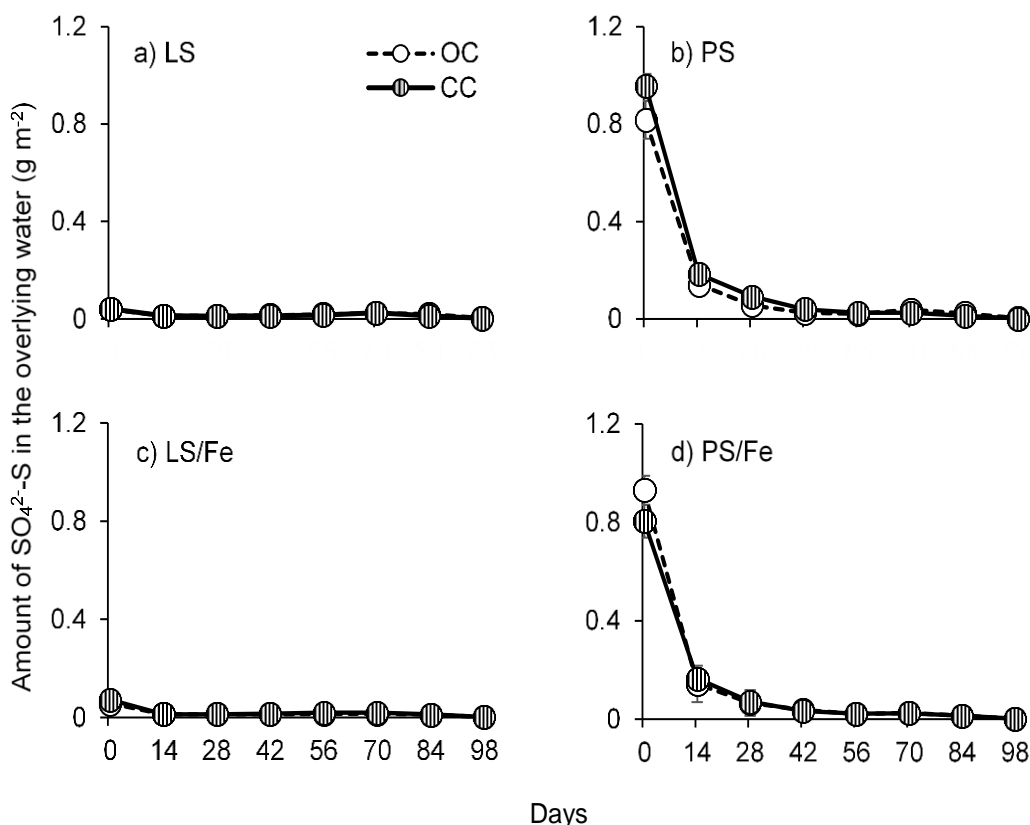 Amount of SO₄²⁻-S in the overlying water (g m⁻²)
a) LS
OC
CC
1.2
0.8
0.4
0
b) PS
1.2
0.8
0.4
0
c) LS/Fe
1.2
0.8
0.4
0
0 14 28 42 56 70 84 98
d) PS/Fe
1.2
0.8
0.4
0
0 14 28 42 56 70 84 98
Days